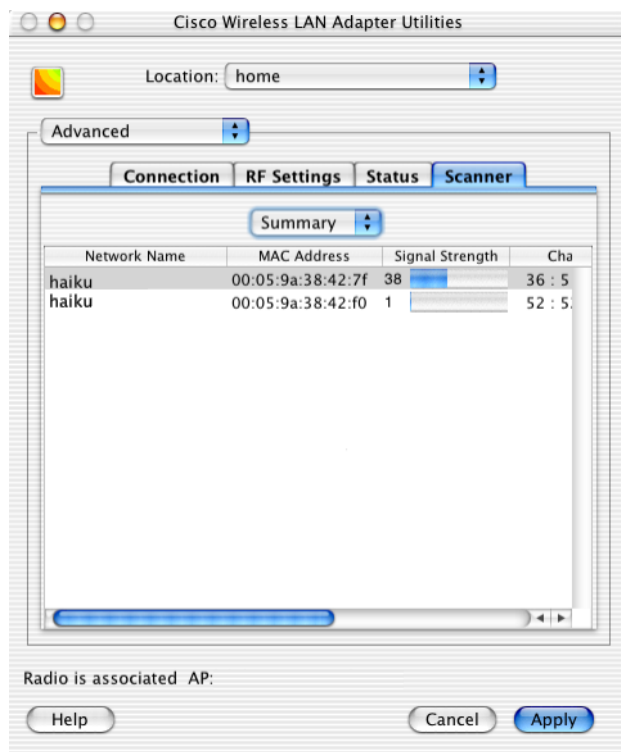 Cisco Wireless LAN Adapter Utilities
Location: home
Advanced
Connection RF Settings Status Scanner
Summary
Network Name MAC Address Signal Strength Cha
haiku 00:05:9a:38:42:7f 38 36 : 5
haiku 00:05:9a:38:42:f0 1 52 : 5
Radio is associated AP:
Help Cancel Apply